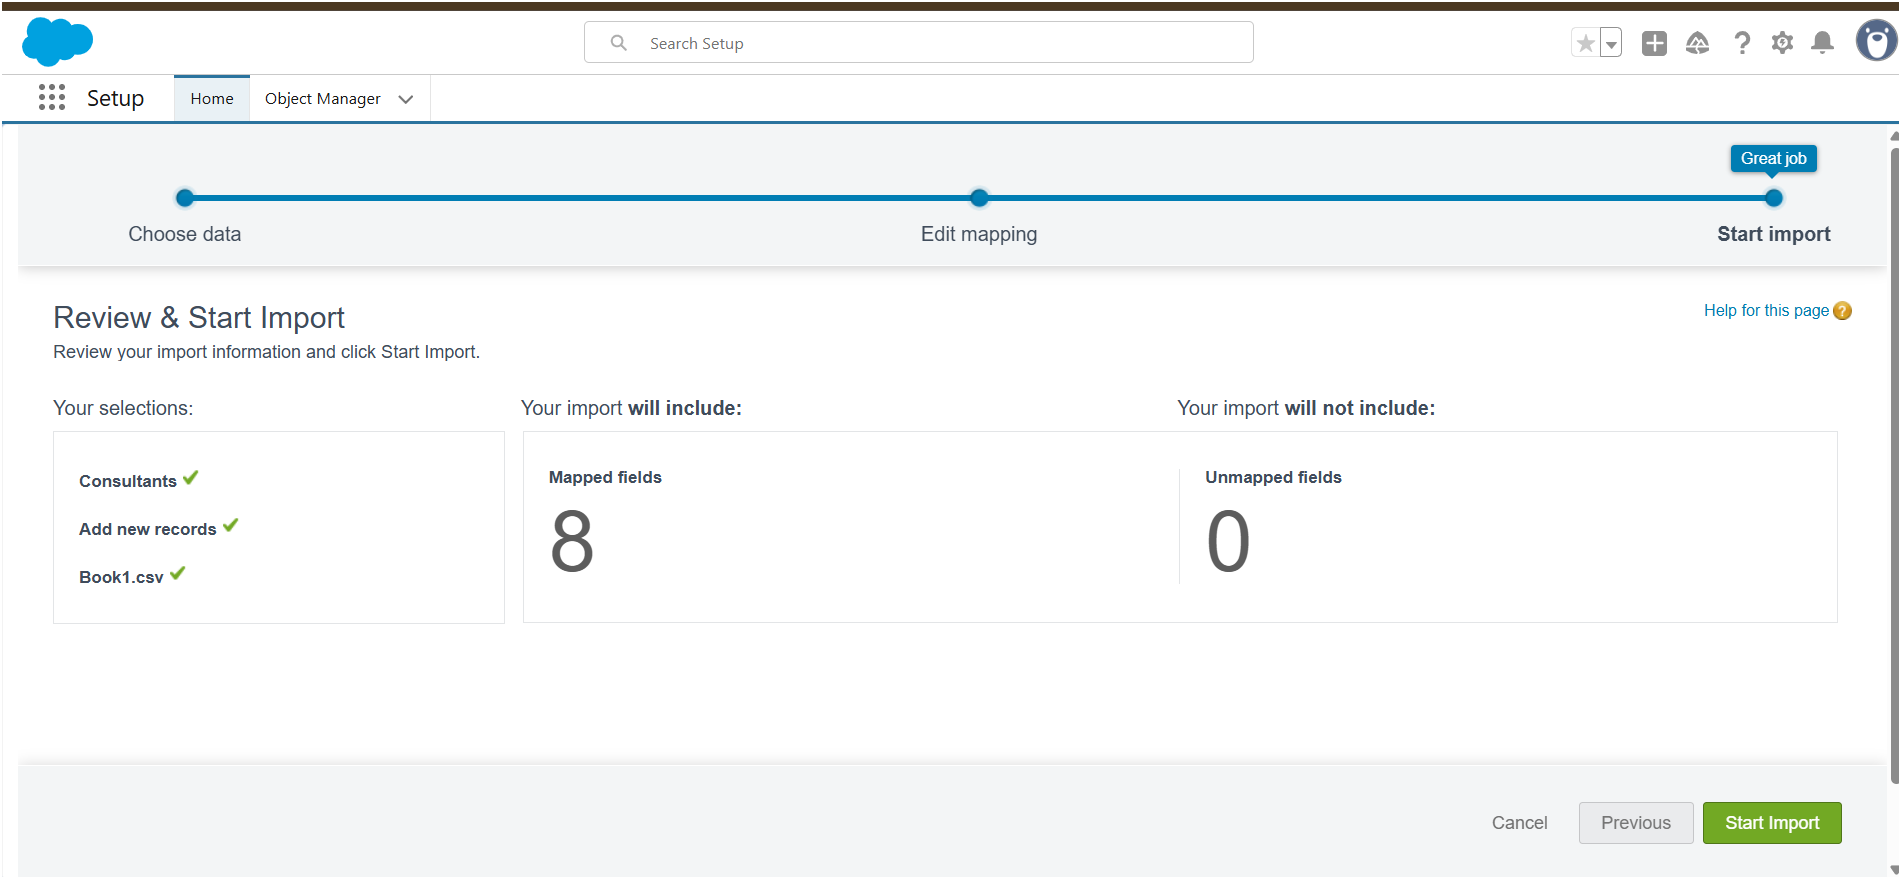 Search Setup
Setup
Home
Object Manager
Great job
Choose data
Edit mapping
Start import
Review & Start Import
Help for this page
Review your import information and click Start Import.
Your selections:
Your import will include:
Your import will not include:
Consultants
Add new records
Book1.csv
Mapped fields
8
Unmapped fields
0
Cancel
Previous
Start Import